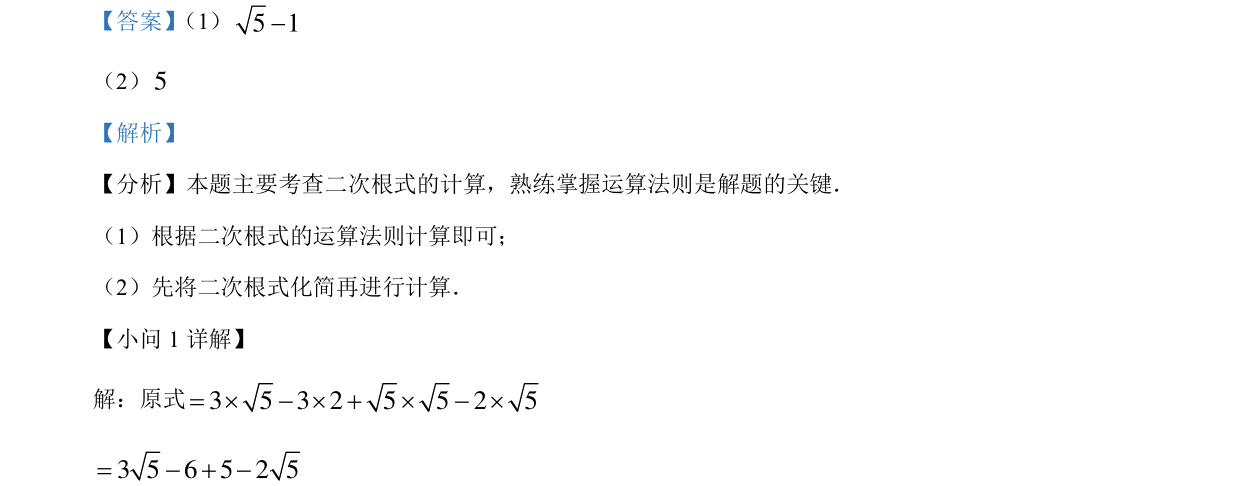 【答案】（1）√5−1
（2）5
【解析】
【分析】本题主要考查二次根式的计算，熟练掌握运算法则是解题的关键．
（1）根据二次根式的运算法则计算即可；
（2）先将二次根式化简再进行计算．
【小问 1 详解】
解：原式=3×√5−3×2+√5×√5−2×√5
=3√5−6+5−2√5